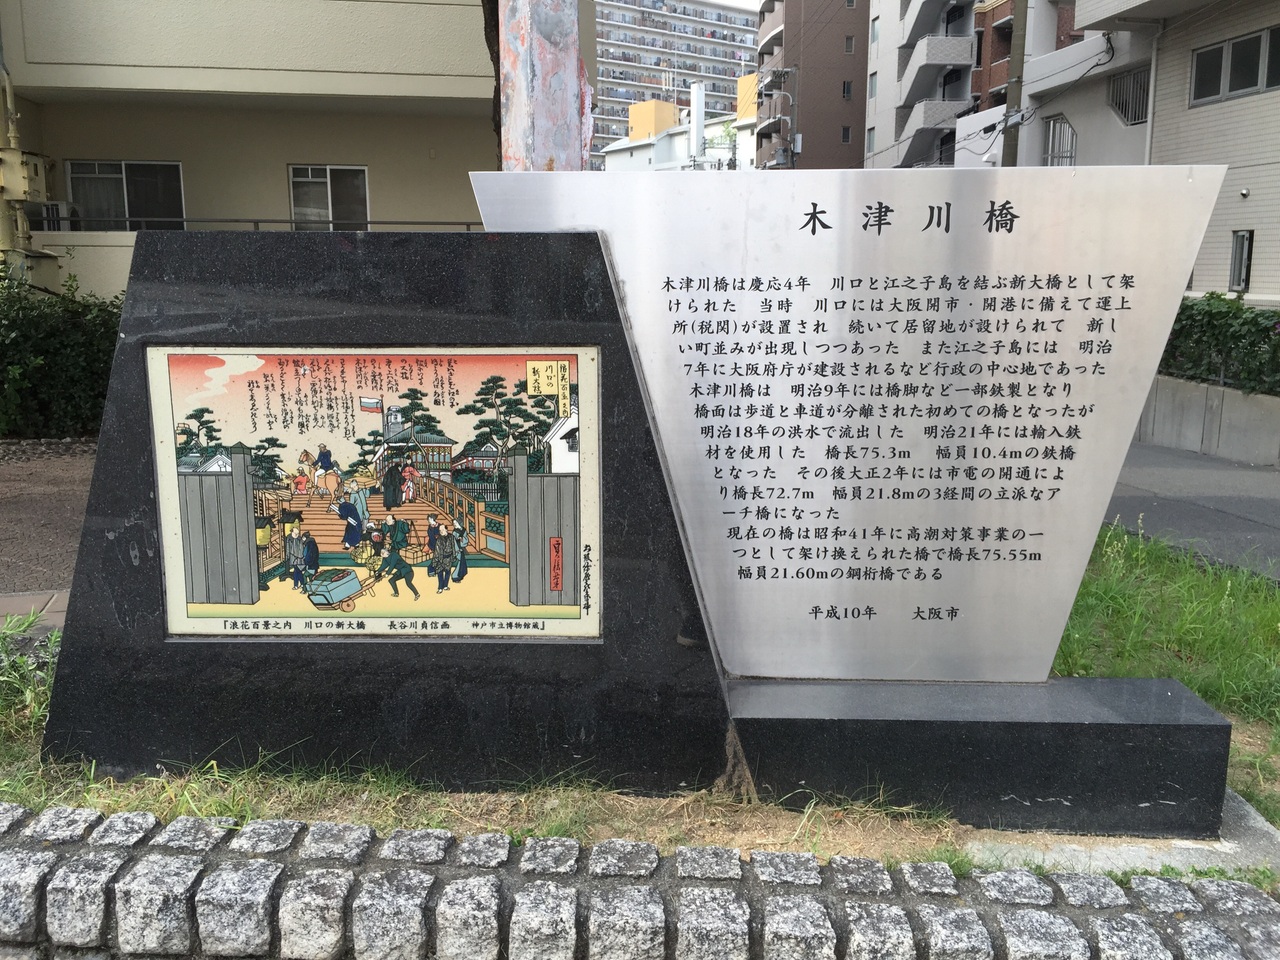 木津川橋
木津川橋は慶応4年 川口と江之子島を結ぶ新大橋として架
けられた 当時 川口には大阪開市・開港に備えて運上
所(税関)が設置され 続いて居留地が設けられて 新し
い町並みが出現しつつあった また江之子島には 明治
7年に大阪府庁が建設されるなど行政の中心地であった
木津川橋は 明治9年には橋脚など一部鉄製となり
橋面は歩道と車道が分離された初めての橋となったが
明治18年の洪水で流出した 明治21年には輸入鉄
材を使用した 橋長75.3m 幅員10.4mの鉄橋
となった その後大正2年には市電の開通によ
り橋長72.7m 幅員21.8mの3経間の立派なア
ーチ橋になった
現在の橋は昭和41年に高潮対策事業の一
つとして架け換えられた橋で橋長75.55m
幅員21.60mの鋼桁橋である
平成10年 大阪市
川口の
新大橋
『浪花百景之内 川口の新大橋 長谷川貞信画 神戸市立博物館蔵』